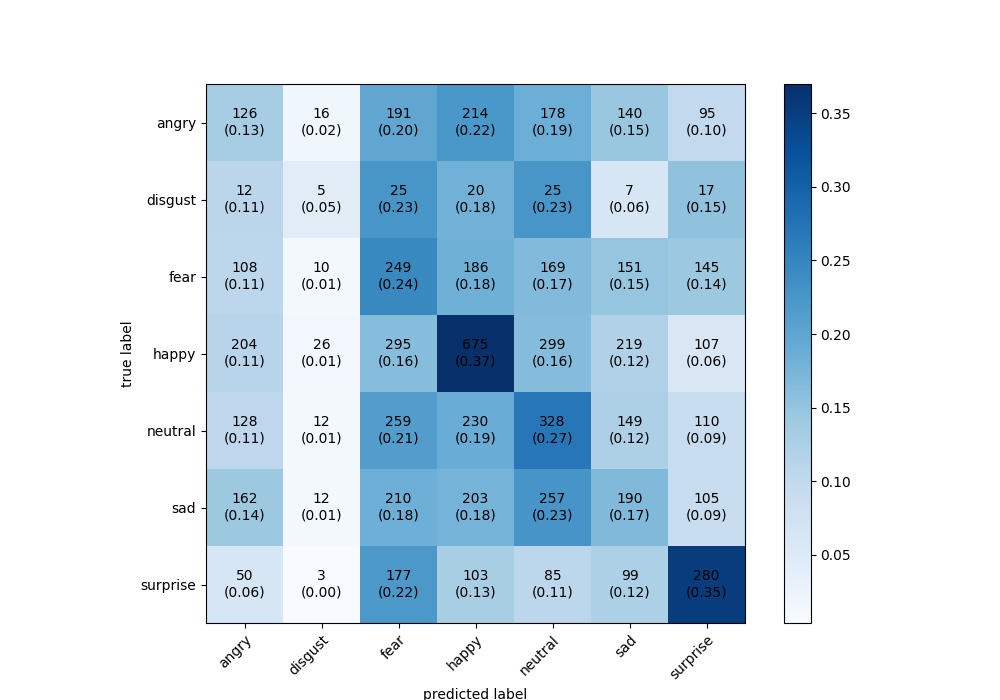 angry
126 16 191 214 178 140 95
(0.13) (0.02) (0.20) (0.22) (0.19) (0.15) (0.10)
disgust
12 5 25 20 25 7 17
(0.11) (0.05) (0.23) (0.18) (0.23) (0.06) (0.15)
fear
108 10 249 186 169 151 145
(0.11) (0.01) (0.24) (0.18) (0.17) (0.15) (0.14)
happy
204 26 295 675 299 219 107
(0.11) (0.01) (0.16) (0.37) (0.16) (0.12) (0.06)
neutral
128 12 259 230 328 149 110
(0.11) (0.01) (0.21) (0.19) (0.27) (0.12) (0.09)
sad
162 12 210 203 257 190 105
(0.14) (0.01) (0.18) (0.18) (0.23) (0.17) (0.09)
surprise
50 3 177 103 85 99 280
(0.06) (0.00) (0.22) (0.13) (0.11) (0.12) (0.35)
true label
angry disgust fear happy neutral sad surprise
predicted label
0.35
0.30
0.25
0.20
0.15
0.10
0.05